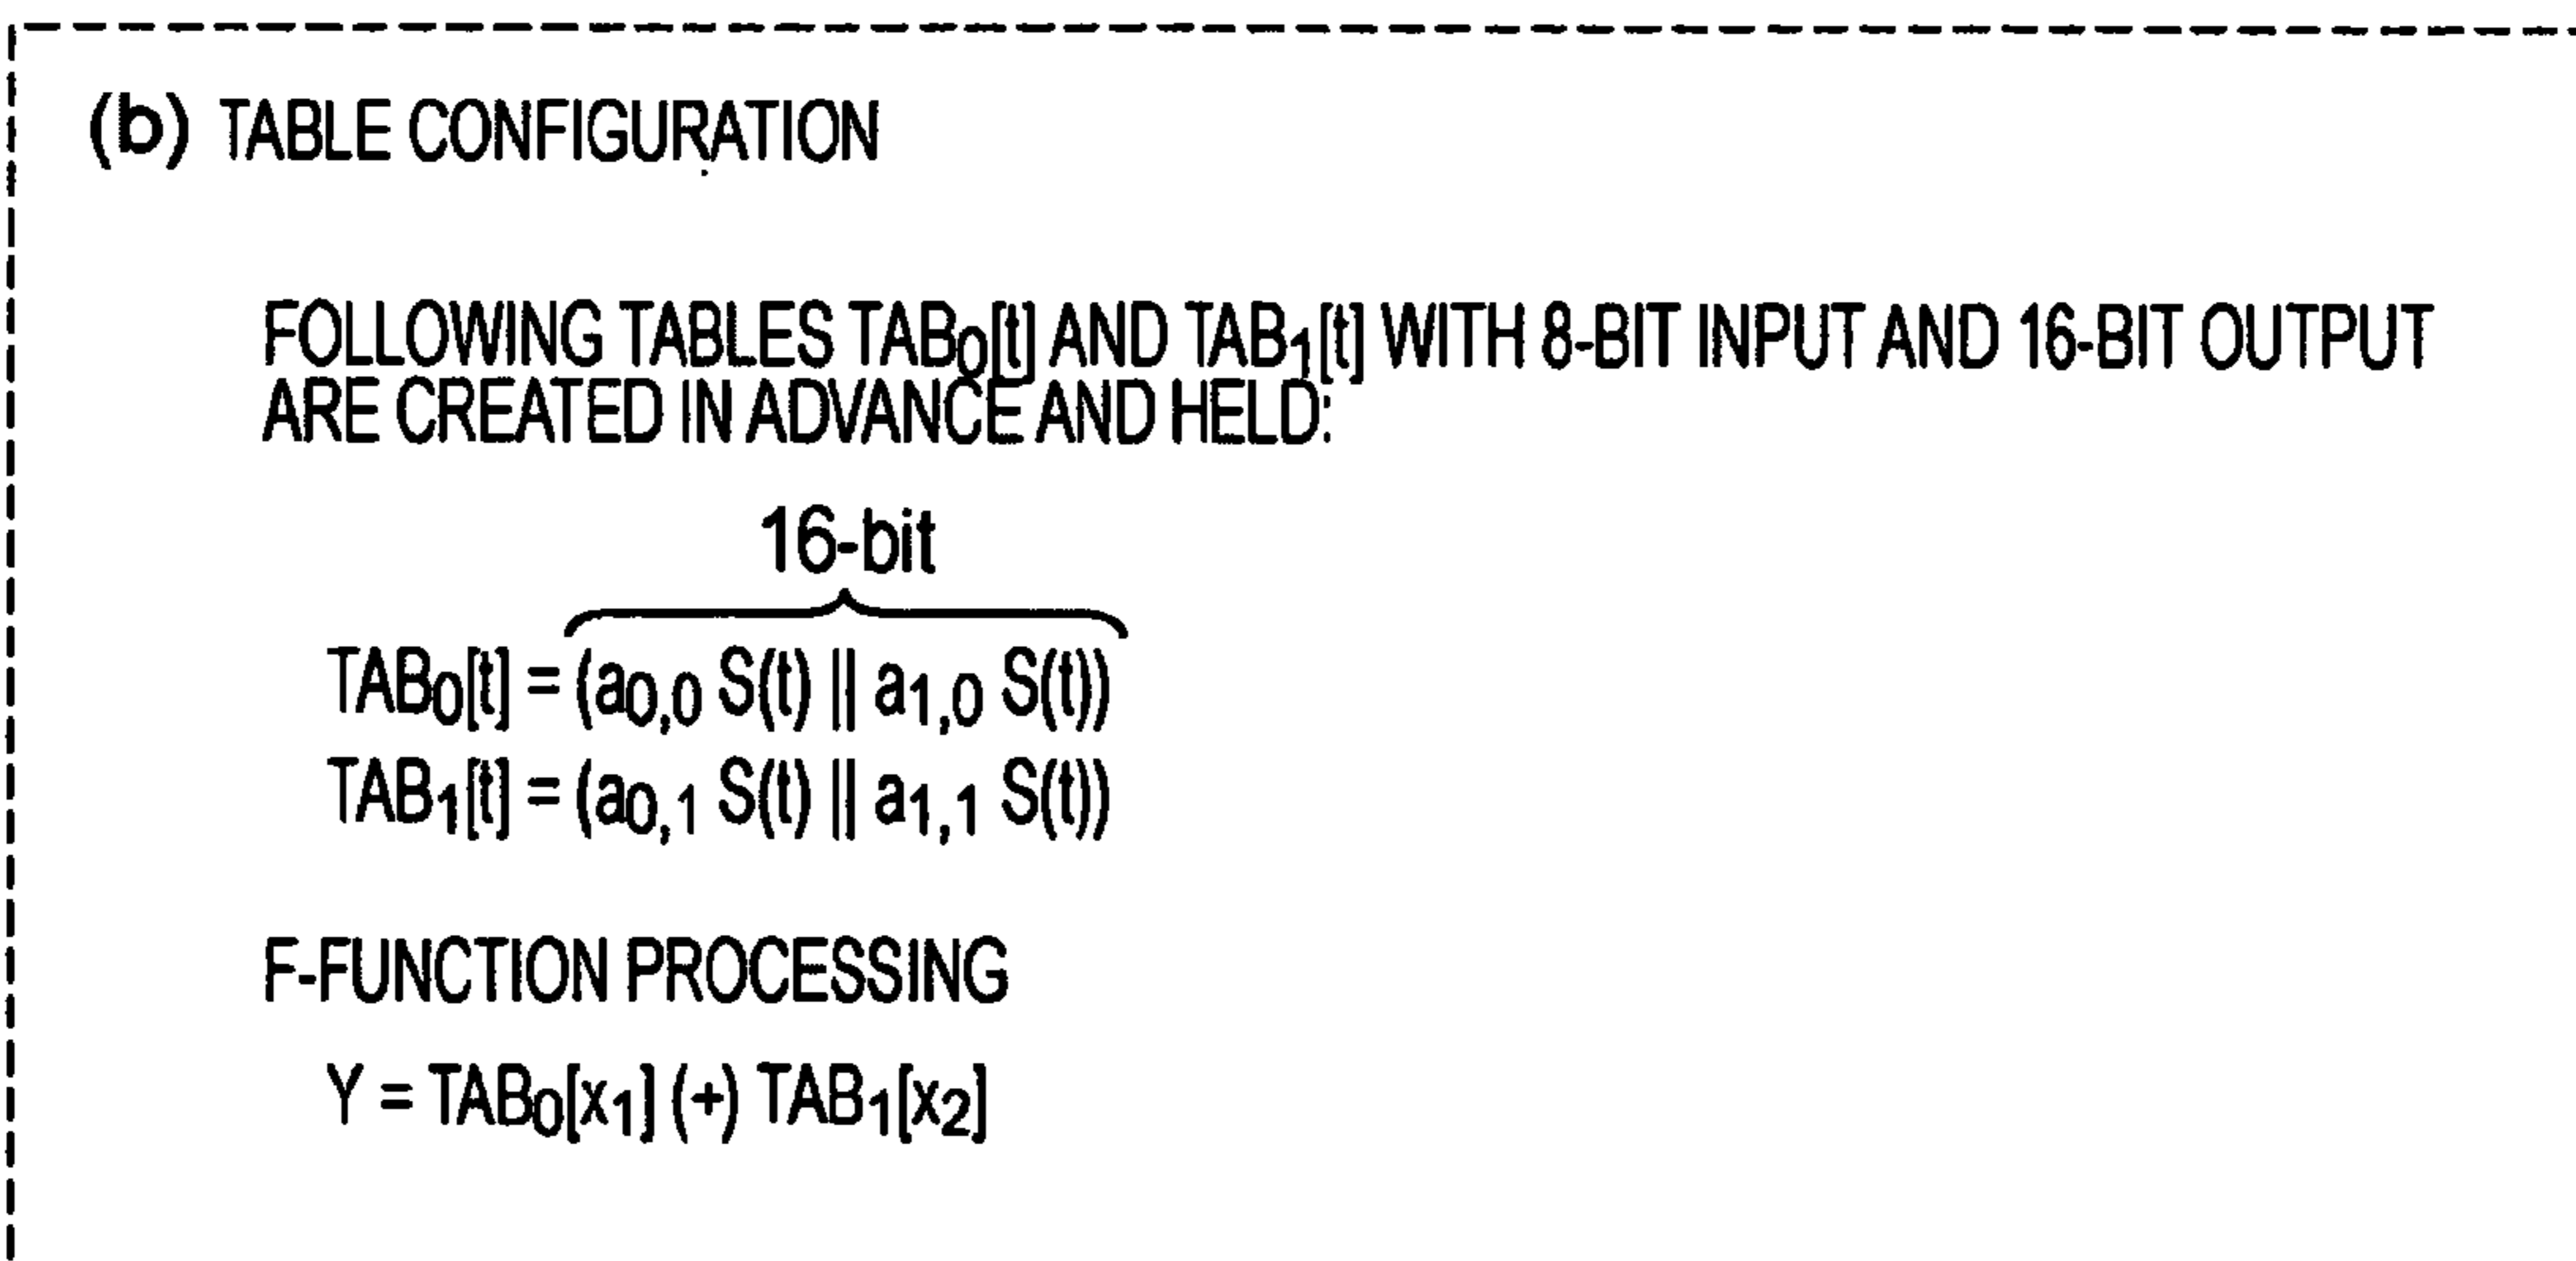 (b) TABLE CONFIGURATION
FOLLOWING TABLES TAB₀[t] AND TAB₁[t] WITH 8-BIT INPUT AND 16-BIT OUTPUT
ARE CREATED IN ADVANCE AND HELD:
16-bit
TAB₀[t] = (a₀,₀ S(t) || a₁,₀ S(t))
TAB₁[t] = (a₀,₁ S(t) || a₁,₁ S(t))
F-FUNCTION PROCESSING
Y = TAB₀[x₁] (+) TAB₁[x₂]